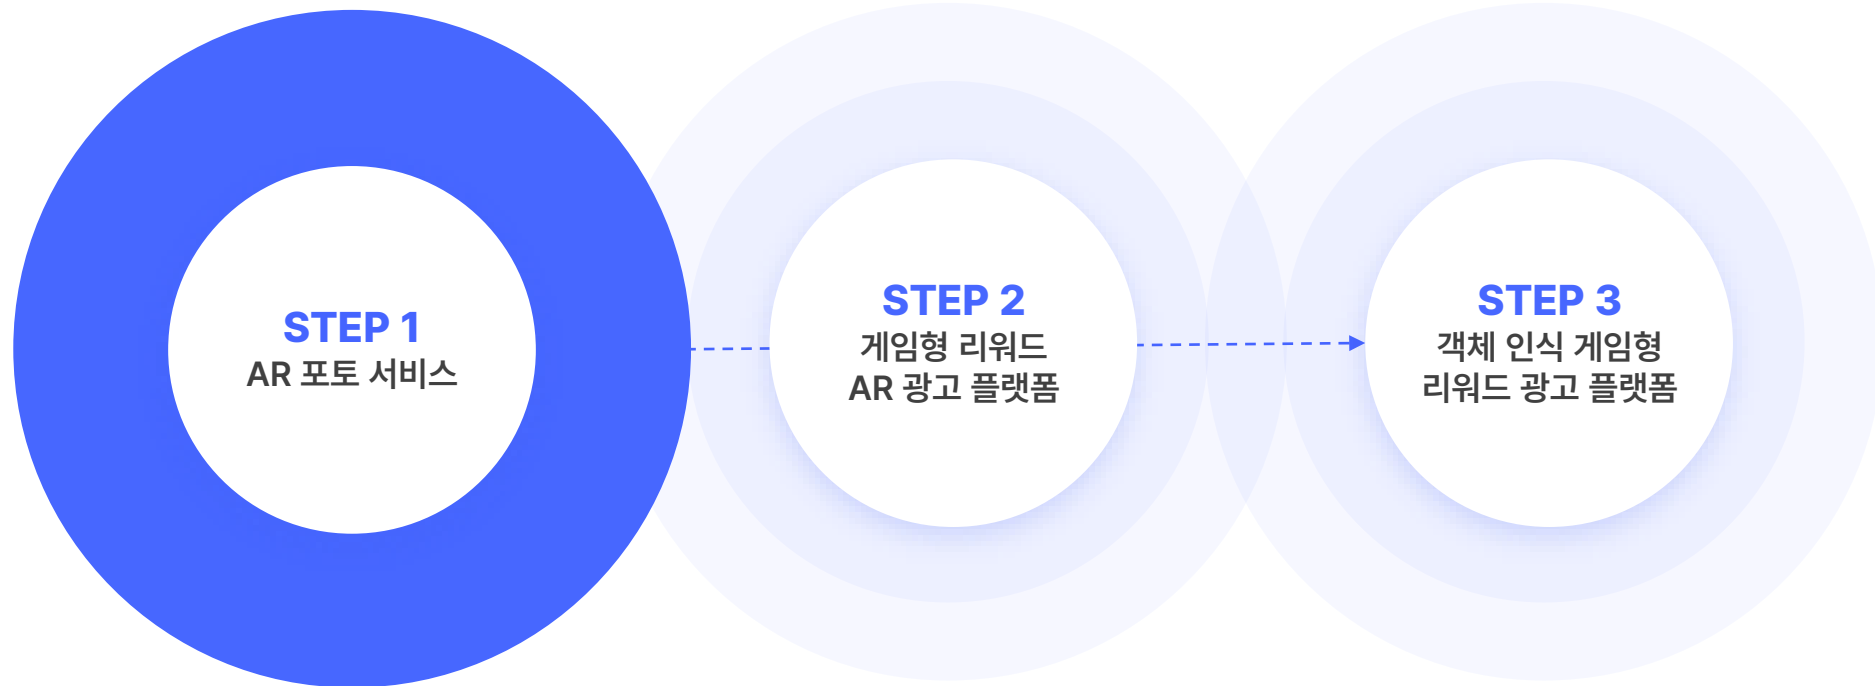 STEP 1
AR 포토 서비스
STEP 2
게임형 리워드
AR 광고 플랫폼
STEP 3
객체 인식 게임형
리워드 광고 플랫폼